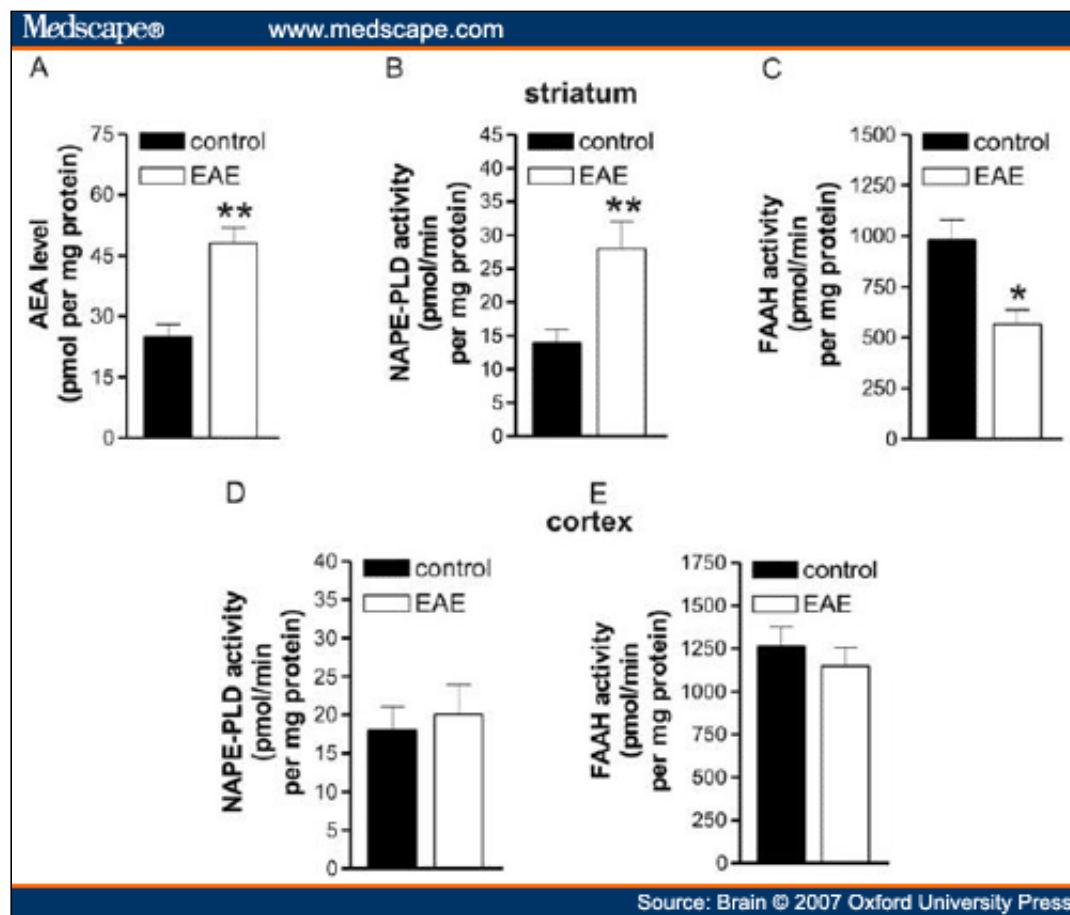 Medscape® www.medscape.com
A
B
C
striatum
AEA level
(pmol per mg protein)
75
60
45
30
15
0
control
EAE
**
NAPE-PLD activity
(pmol/min
per mg protein)
45
40
35
30
25
20
15
10
5
0
control
EAE
**
FAAH activity
(pmol/min
per mg protein)
1500
1250
1000
750
500
250
0
control
EAE
*
D
E
cortex
NAPE-PLD activity
(pmol/min
per mg protein)
40
35
30
25
20
15
10
5
0
control
EAE
FAAH activity
(pmol/min
per mg protein)
1750
1500
1250
1000
750
500
250
0
control
EAE
Source: Brain © 2007 Oxford University Press